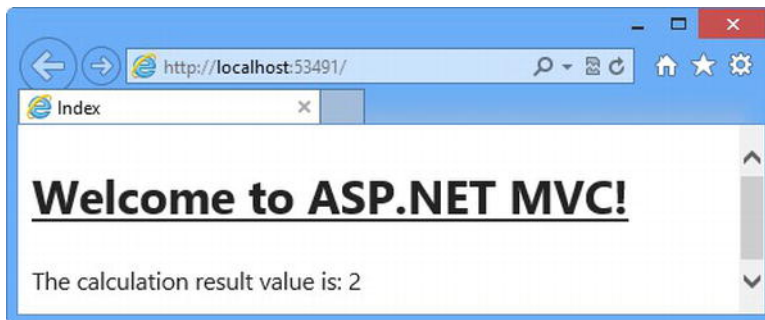 http://localhost:53491/
Index
Welcome to ASP.NET MVC!
The calculation result value is: 2